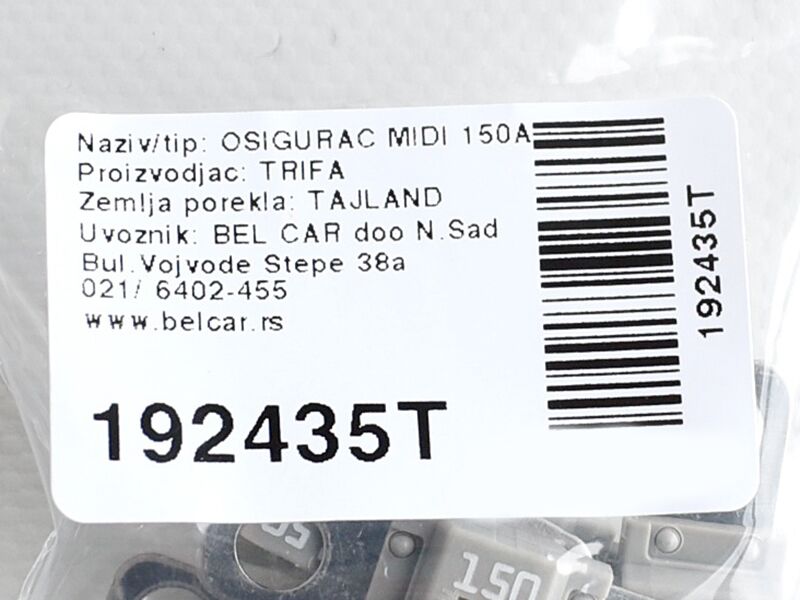 Naziv/tip: OSIGURAC MIDI 150A
Proizvodjac: TRIFA
Zemlja porekla: TAJLAND
Uvoznik: BEL CAR doo N.Sad
Bul.Vojvode Stepe 38a
021/ 6402-455
www.belcar.rs
192435T
192435T
150